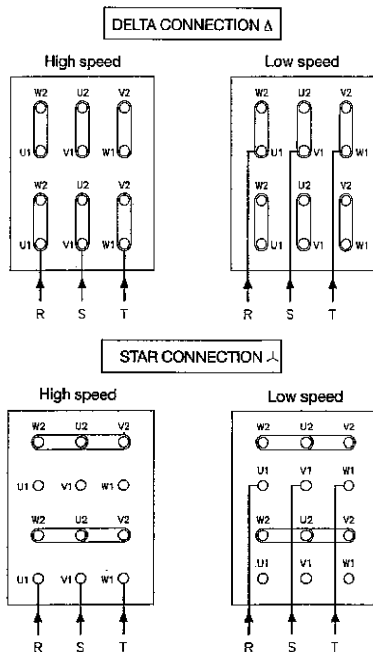 DELTA CONNECTION Δ
High speed Low speed
W2 U2 V2 W2 U2 V2
U1 V1 W1 U1 V1 W1
W2 U2 V2 W2 U2 V2
U1 V1 W1 U1 V1 W1
R S T R S T
STAR CONNECTION ⅄
High speed Low speed
W2 U2 V2 W2 U2 V2
U1 V1 W1 U1 V1 W1
W2 U2 V2 W2 U2 V2
U1 V1 W1 U1 V1 W1
R S T R S T